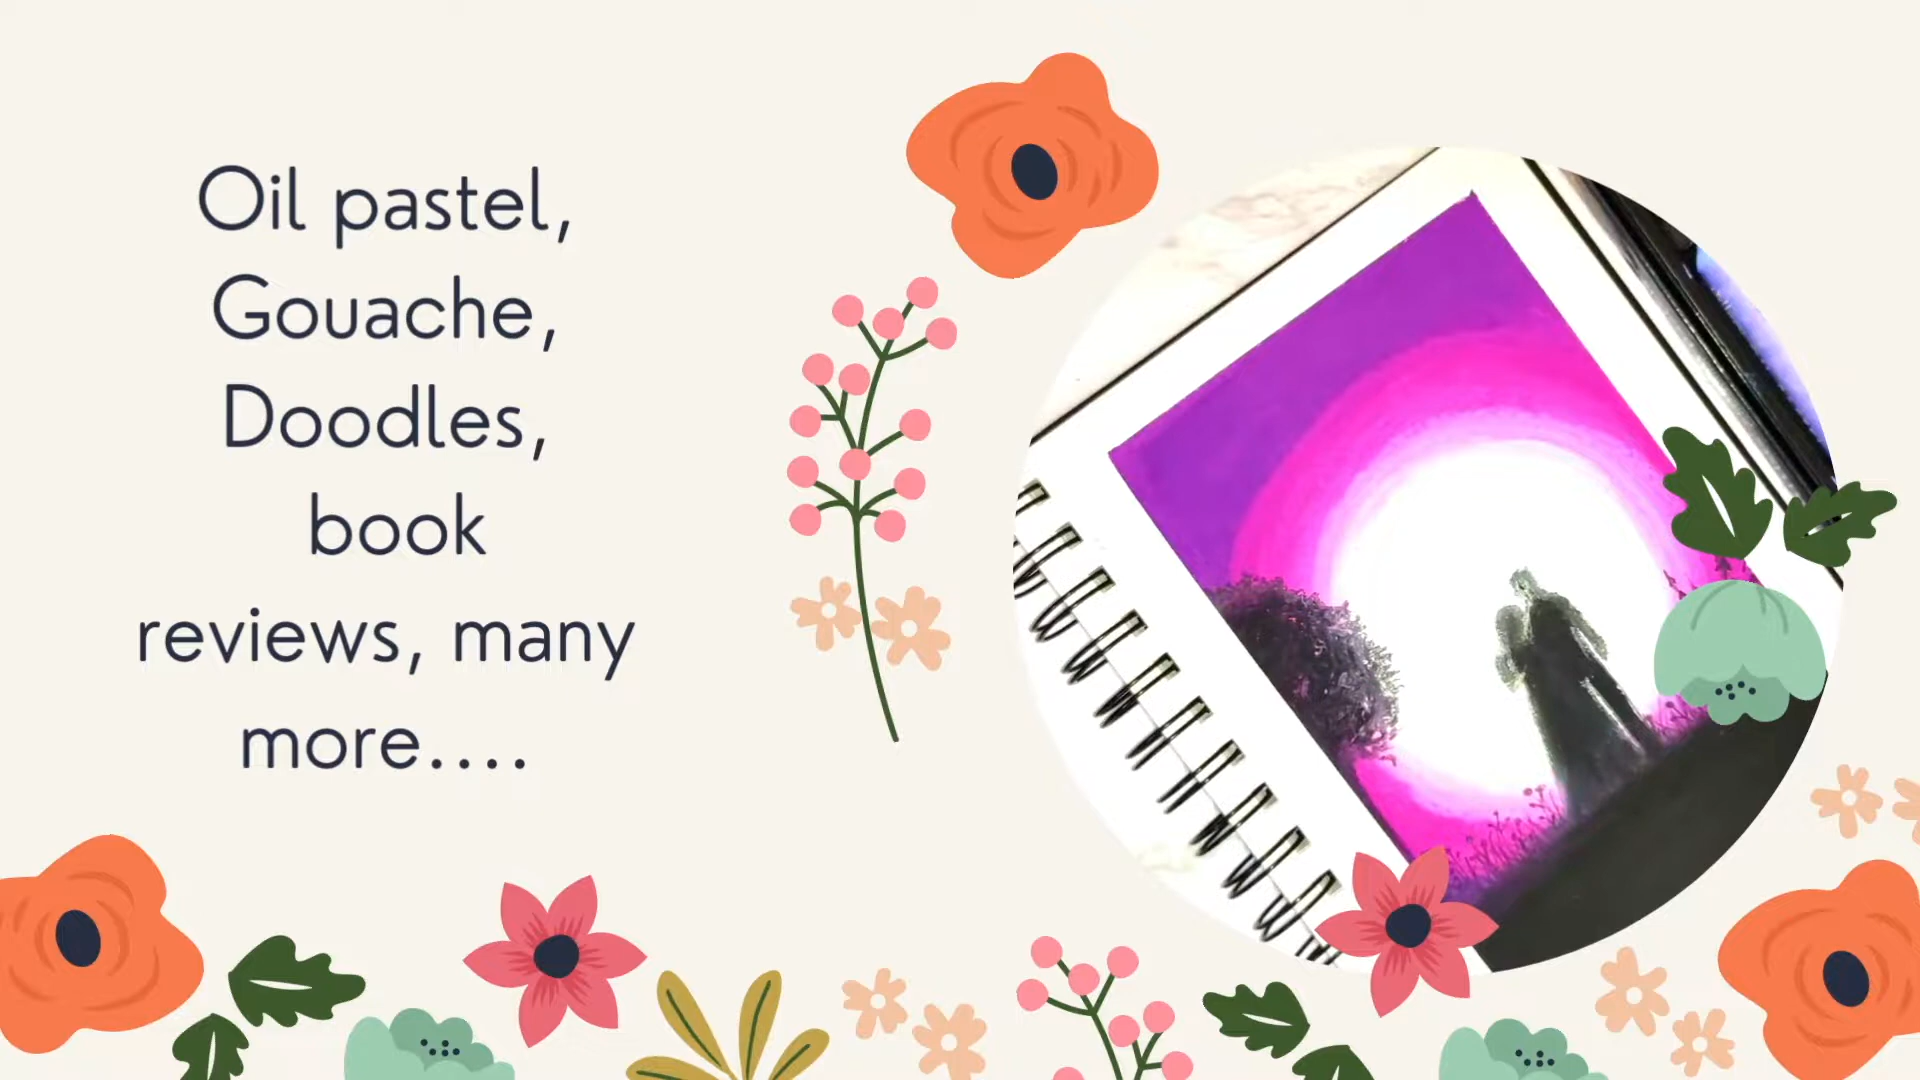 Oil pastel,
Gouache,
Doodles,
book
reviews, many
more....